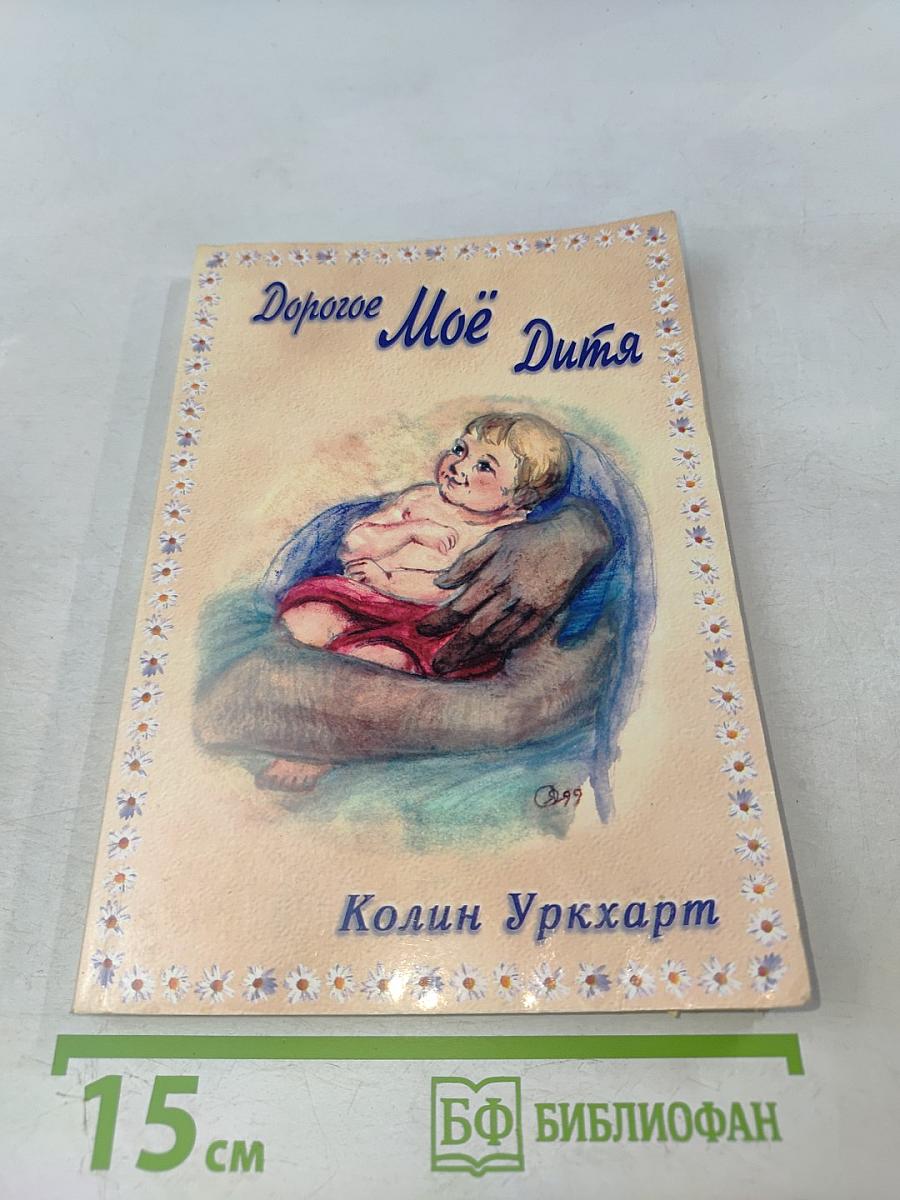 Дорогое Моё Дитя
Колин Уркхарт
15 см
БФ БИБЛИОФАН